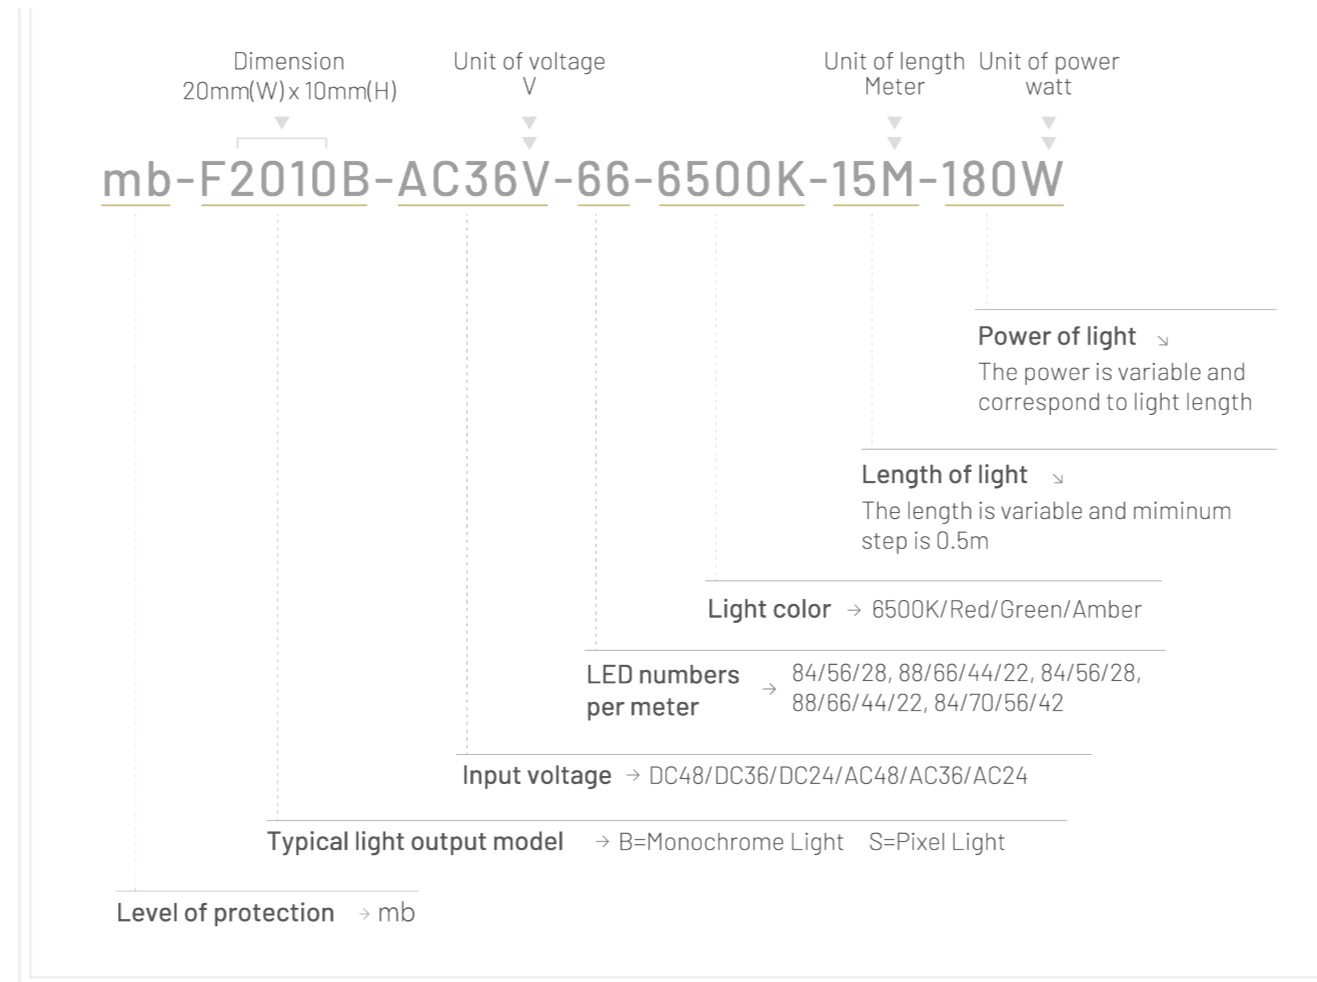 Dimension
20mm(W) x 10mm(H)
Unit of voltage
V
Unit of length
Meter
Unit of power
watt
mb-F2010B-AC36V-66-6500K-15M-180W
Power of light ↘
The power is variable and
correspond to light length
Length of light ↘
The length is variable and miminum
step is 0.5m
Light color → 6500K/Red/Green/Amber
LED numbers
per meter
→ 84/56/28, 88/66/44/22, 84/56/28,
88/66/44/22, 84/70/56/42
Input voltage → DC48/DC36/DC24/AC48/AC36/AC24
Typical light output model → B=Monochrome Light S=Pixel Light
Level of protection → mb